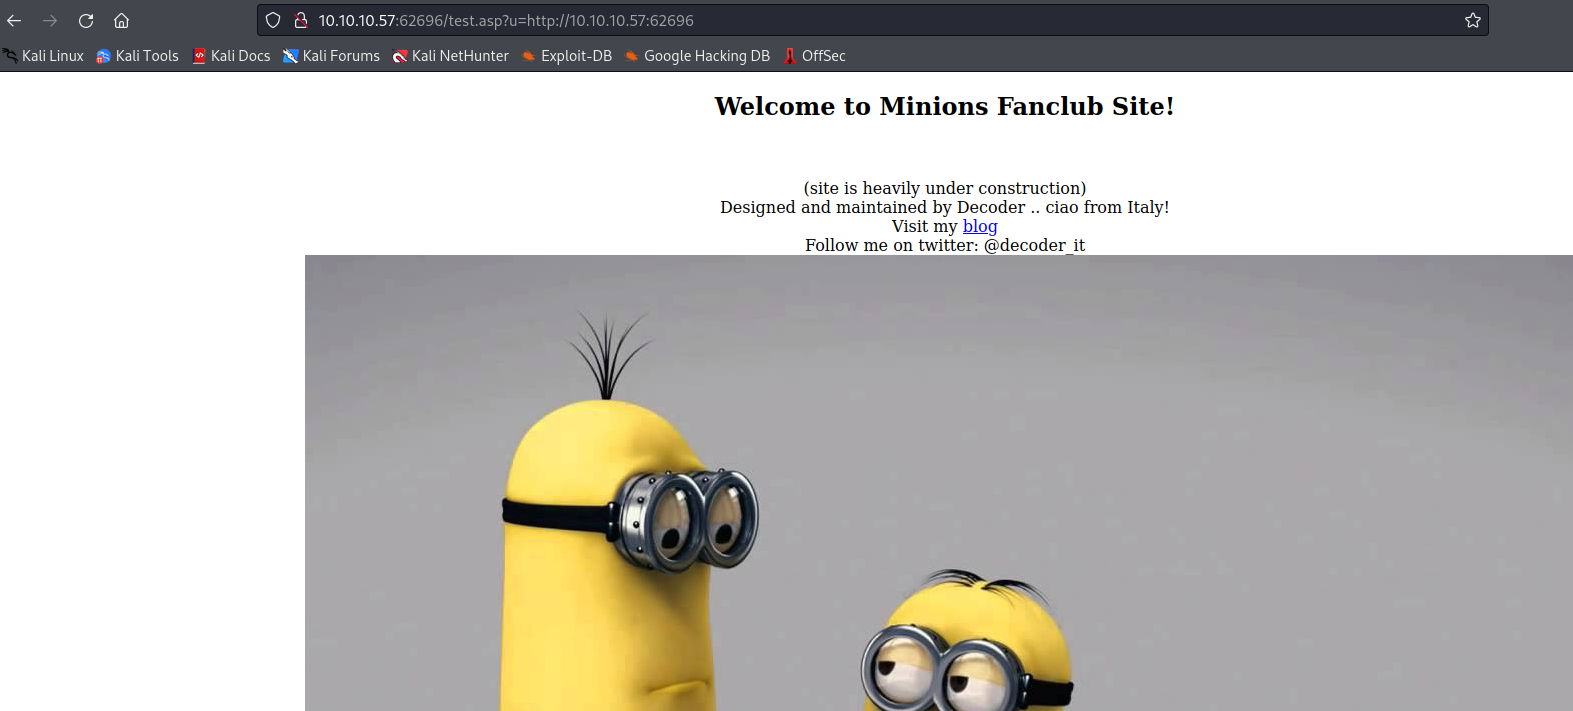 10.10.10.57:62696/test.asp?u=http://10.10.10.57:62696
Kali Linux Kali Tools Kali Docs Kali Forums Kali NetHunter Exploit-DB Google Hacking DB OffSec
Welcome to Minions Fanclub Site!
(site is heavily under construction)
Designed and maintained by Decoder .. ciao from Italy!
Visit my blog
Follow me on twitter: @decoder_it